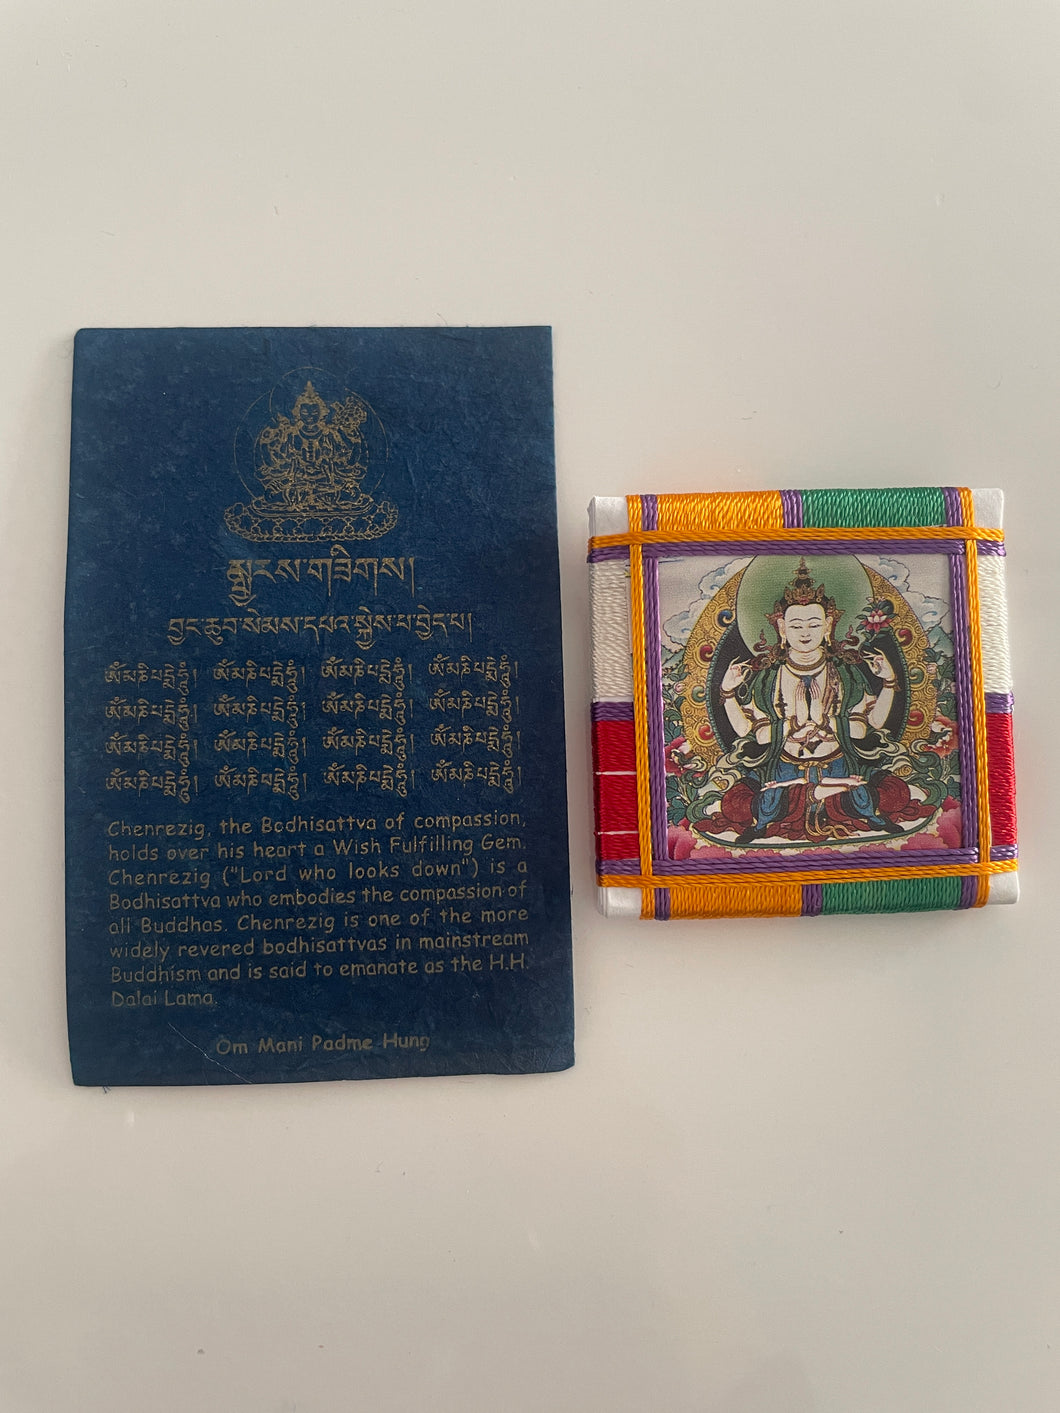 སྤྱན་རས་གཟིགས།
བྱང་ཆུབ་སེམས་དཔའ་སྐྱེས་པ་བྱེད་པ།
ༀ་མ་ཎི་པདྨེ་ཧཱུྃ། ༀ་མ་ཎི་པདྨེ་ཧཱུྃ། ༀ་མ་ཎི་པདྨེ་ཧཱུྃ། ༀ་མ་ཎི་པདྨེ་ཧཱུྃ།
ༀ་མ་ཎི་པདྨེ་ཧཱུྃ། ༀ་མ་ཎི་པདྨེ་ཧཱུྃ། ༀ་མ་ཎི་པདྨེ་ཧཱུྃ། ༀ་མ་ཎི་པདྨེ་ཧཱུྃ།
ༀ་མ་ཎི་པདྨེ་ཧཱུྃ། ༀ་མ་ཎི་པདྨེ་ཧཱུྃ། ༀ་མ་ཎི་པདྨེ་ཧཱུྃ། ༀ་མ་ཎི་པདྨེ་ཧཱུྃ།
ༀ་མ་ཎི་པདྨེ་ཧཱུྃ། ༀ་མ་ཎི་པདྨེ་ཧཱུྃ། ༀ་མ་ཎི་པདྨེ་ཧཱུྃ། ༀ་མ་ཎི་པདྨེ་ཧཱུྃ།
Chenrezig, the Bodhisattva of compassion,
holds over his heart a Wish Fulfilling Gem.
Chenrezig ("Lord who looks down") is a
Bodhisattva who embodies the compassion of
all Buddhas. Chenrezig is one of the more
widely revered bodhisattvas in mainstream
Buddhism and is said to emanate as the H.H.
Dalai Lama.
Om Mani Padme Hung